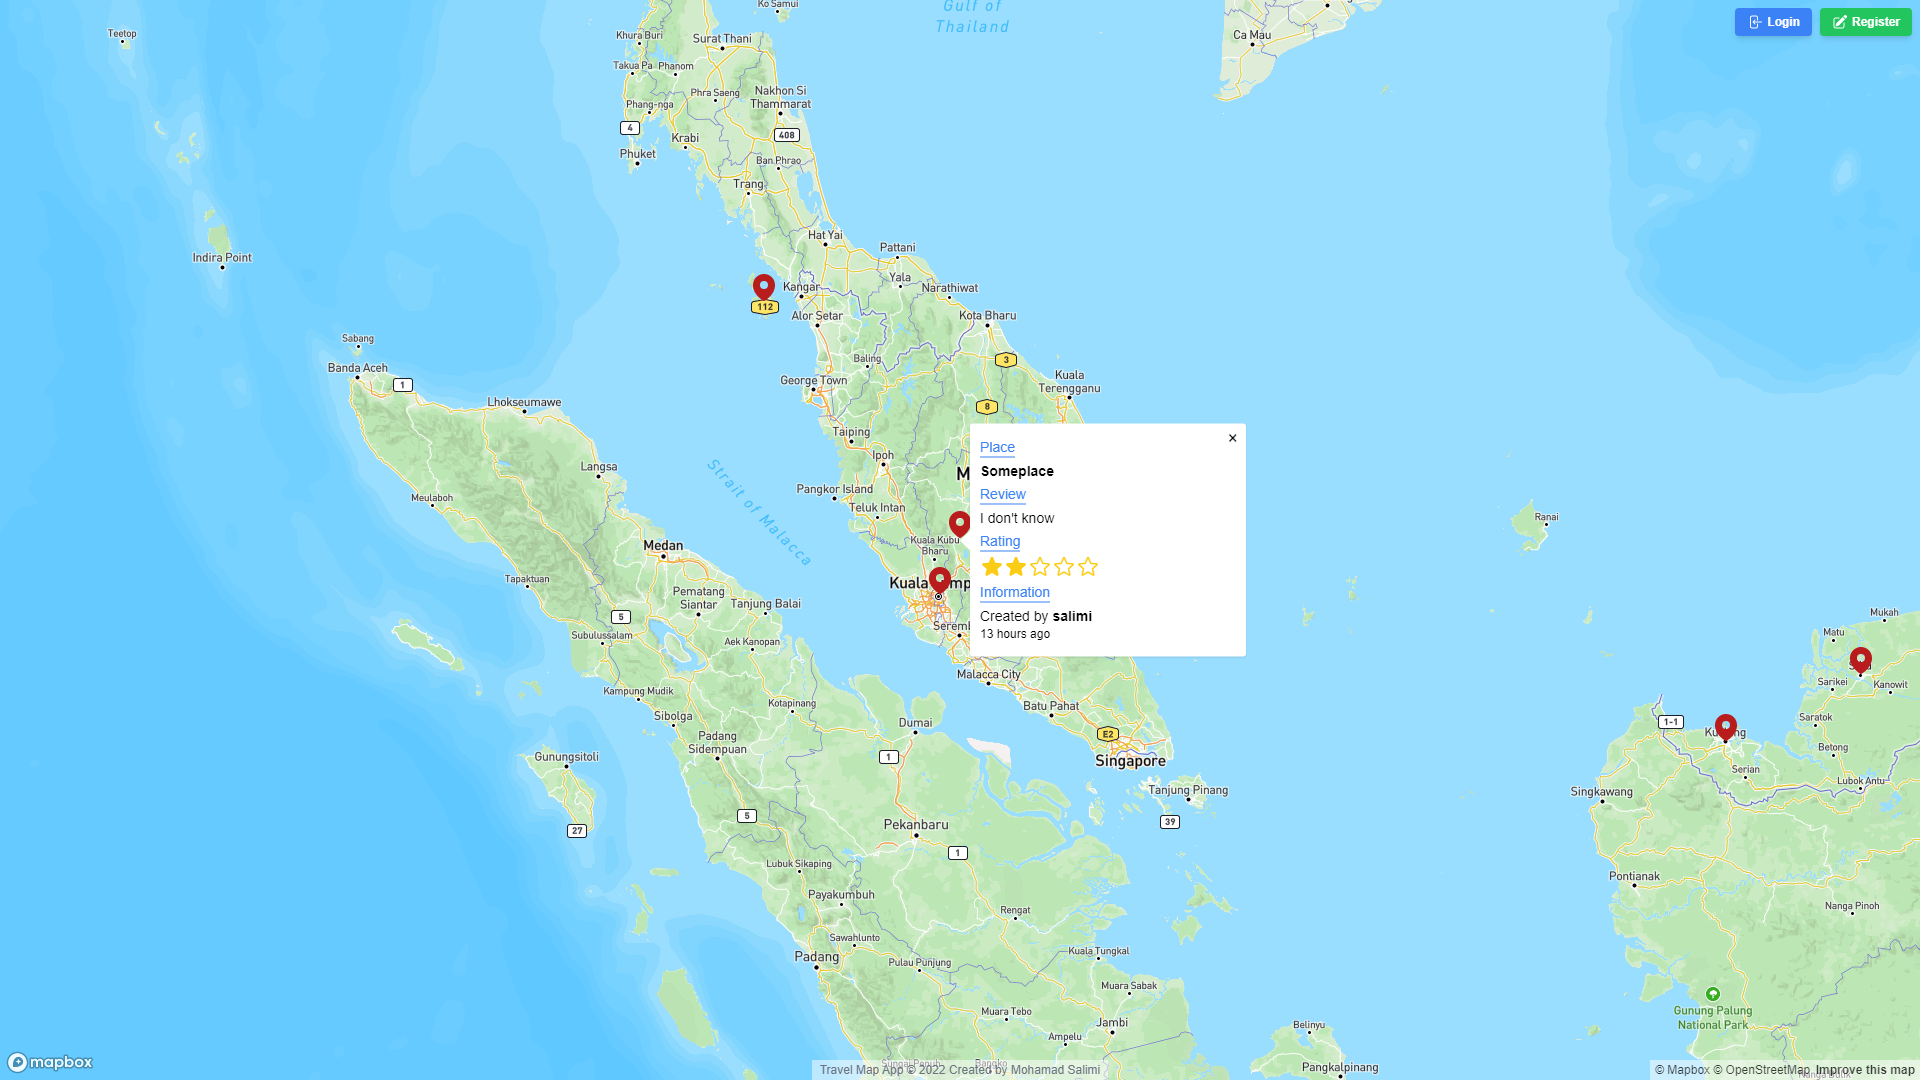 Ko Samui
Gulf of
Thailand
Login
Register
Teetop
Khura Buri
Surat Thani
Ca Mau
Takua Pa
Phanom
Phra Saeng
Nakhon Si
Thammarat
Phang-nga
4
408
Krabi
Phuket
Ban Phrao
Trang
Hat Yai
Pattani
Indira Point
Yala
Kangar
Narathiwat
112
Alor Setar
Kota Bharu
Sabang
Banda Aceh
1
Baling
3
George Town
Kuala
Terengganu
Lhokseumawe
8
Taiping
Place
×
Ipoh
Langsa
Someplace
Strait of Malacca
Pangkor Island
Review
Meulaboh
Teluk Intan
I don't know
Ranai
Kuala Kubu
Bharu
Rating
Medan
Tapaktuan
Information
Pematang
Siantar
Tanjung Balai
Created by salimi
5
13 hours ago
Mukah
Subulussalam
Aek Kanopan
Matu
Malacca City
Sarikei
Kanowit
Kampung Mudik
Kotapinang
Batu Pahat
Sibolga
Dumai
Saratok
1-1
Padang
Sidempuan
E2
Betong
Gunungsitoli
1
Singapore
Serian
Lubok Antu
Tanjung Pinang
Singkawang
5
39
27
Pekanbaru
1
Lubuk Sikaping
Pontianak
Payakumbuh
Rengat
Nanga Pinoh
Sawahlunto
Kuala Tungkal
Padang
Pulau Punjung
Muara Sabak
Muara Tebo
Jambi
Gunung Palung
National Park
Belinyu
Ampelu
Sungai Penuh
Bangko
Pangkalpinang
mapbox
Travel Map App © 2022 Created by Mohamad Salimi
© Mapbox © OpenStreetMap Improve this map